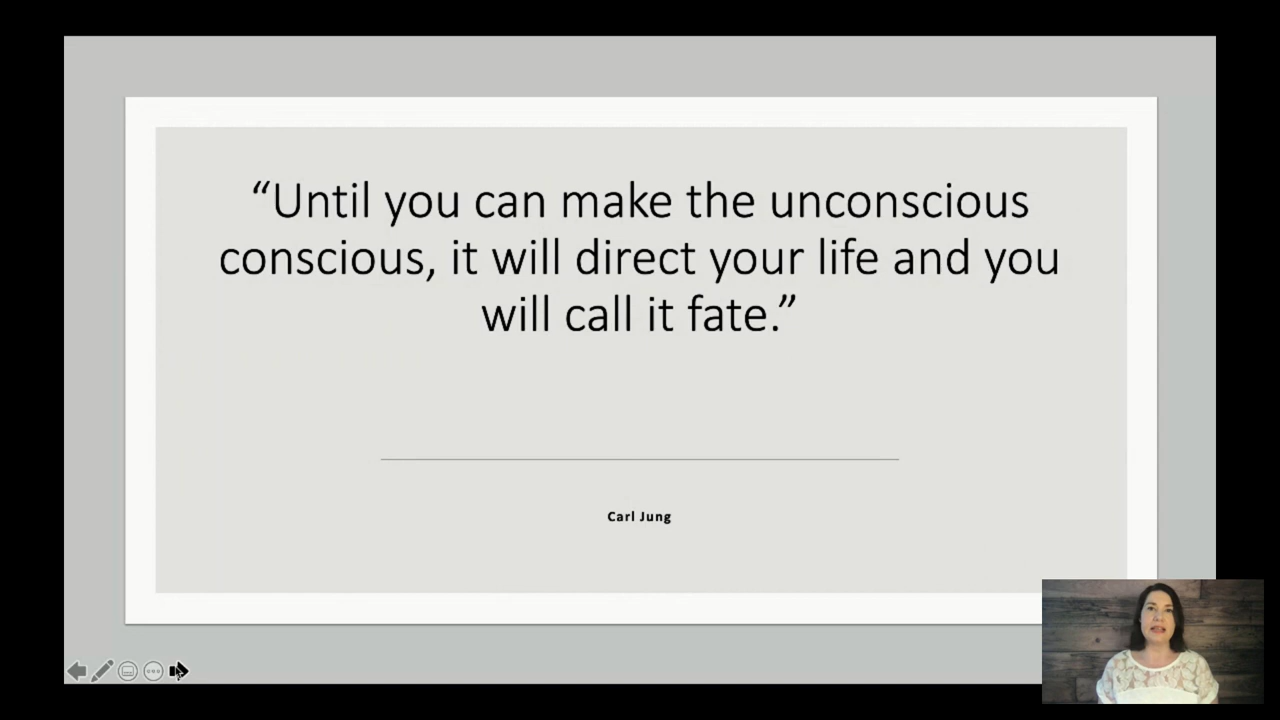 “Until you can make the unconscious
conscious, it will direct your life and you
will call it fate.”
Carl Jung